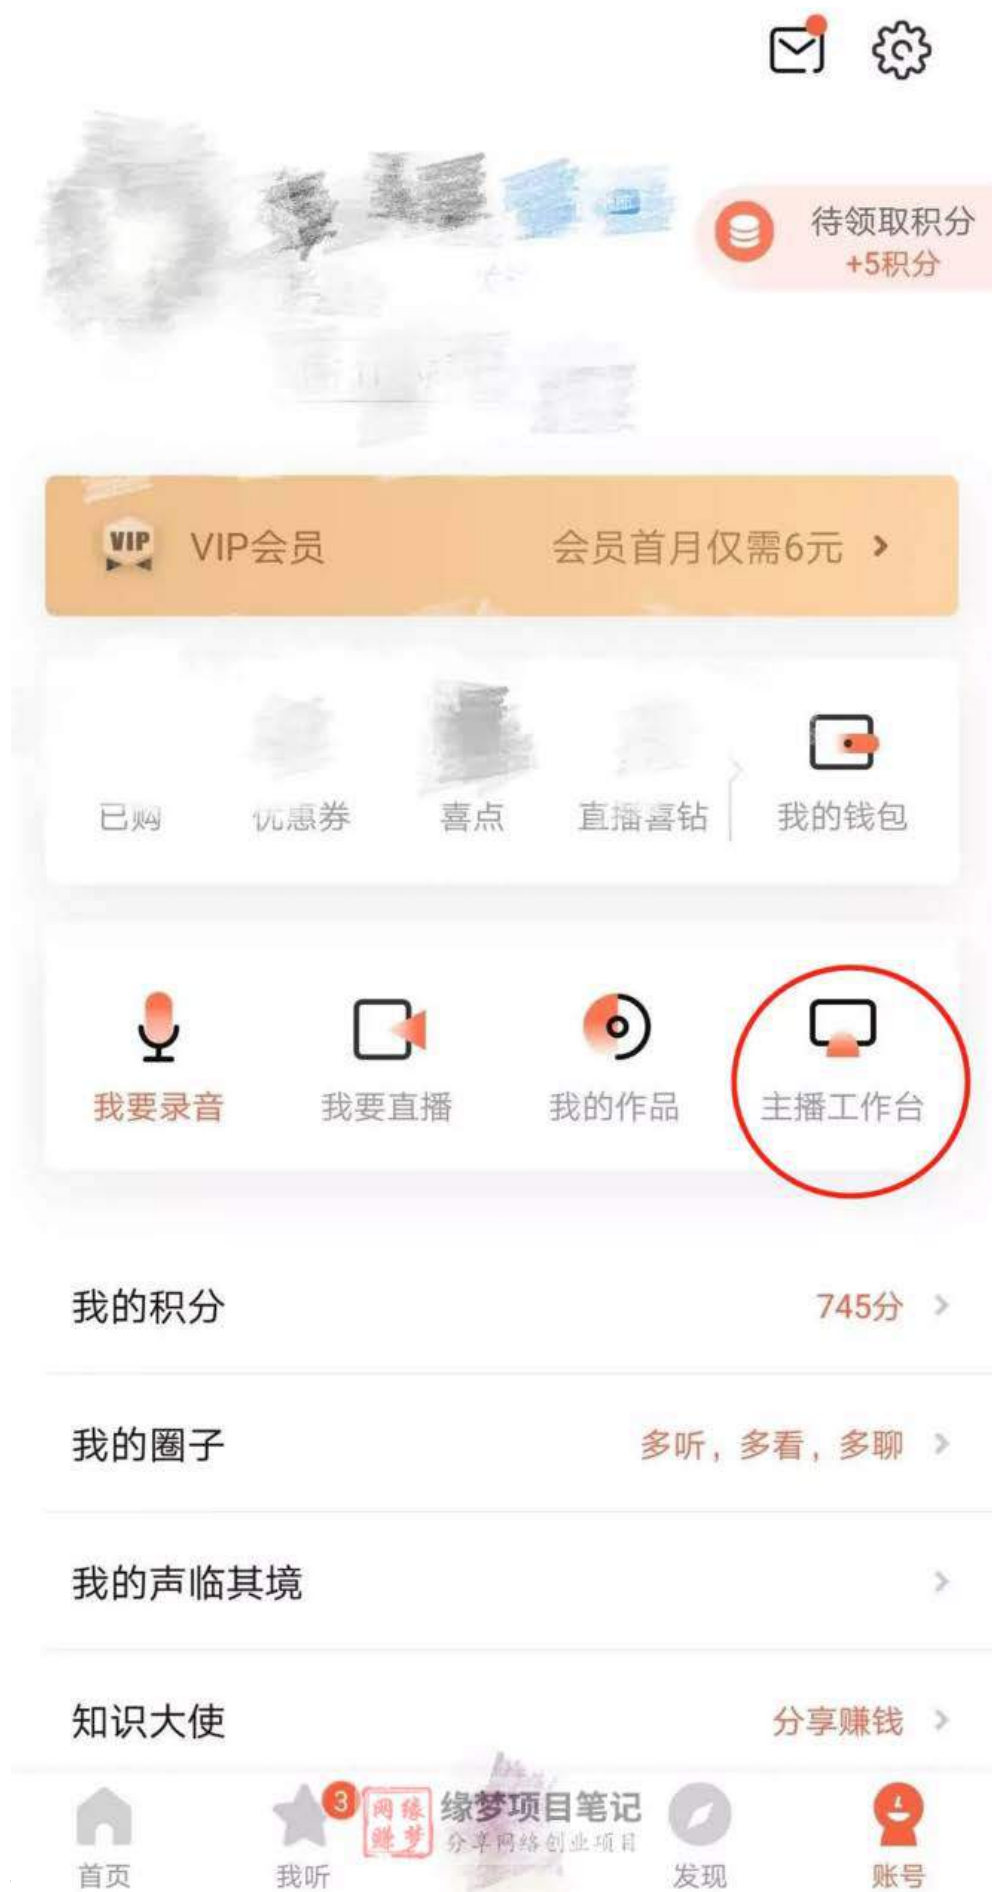 待领取积分
+5积分
VIP VIP会员 会员首月仅需6元
已购 优惠券 喜点 直播喜钻 我的钱包
我要录音 我要直播 我的作品 主播工作台
我的积分 745分
我的圈子 多听，多看，多聊
我的声临其境
知识大使 分享赚钱
3
缘梦项目笔记
分享网络创业项目
网缘
赚梦
首页 我听 发现 账号